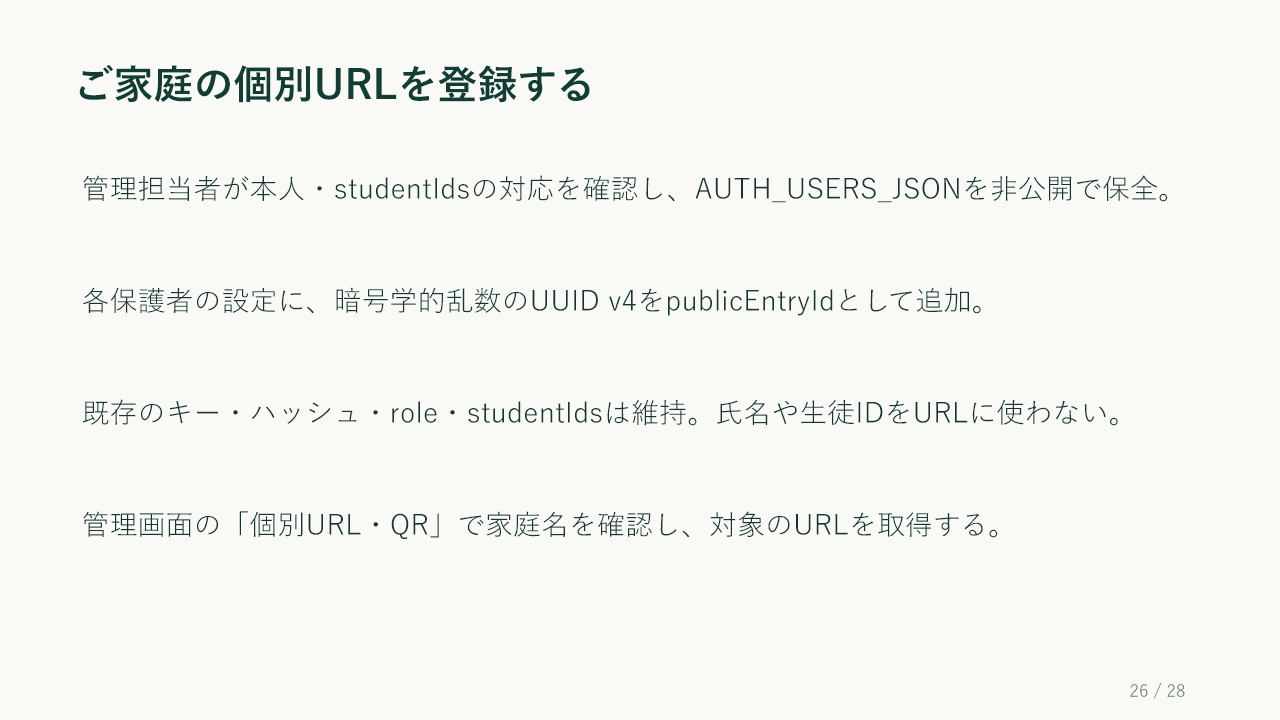 ご家庭の個別URLを登録する
管理担当者が本人・studentIdsの対応を確認し、AUTH_USERS_JSONを非公開で保全。
各保護者の設定に、暗号学的乱数のUUID v4をpublicEntryIdとして追加。
既存のキー・ハッシュ・role・studentIdsは維持。氏名や生徒IDをURLに使わない。
管理画面の「個別URL・QR」で家庭名を確認し、対象のURLを取得する。
26 / 28